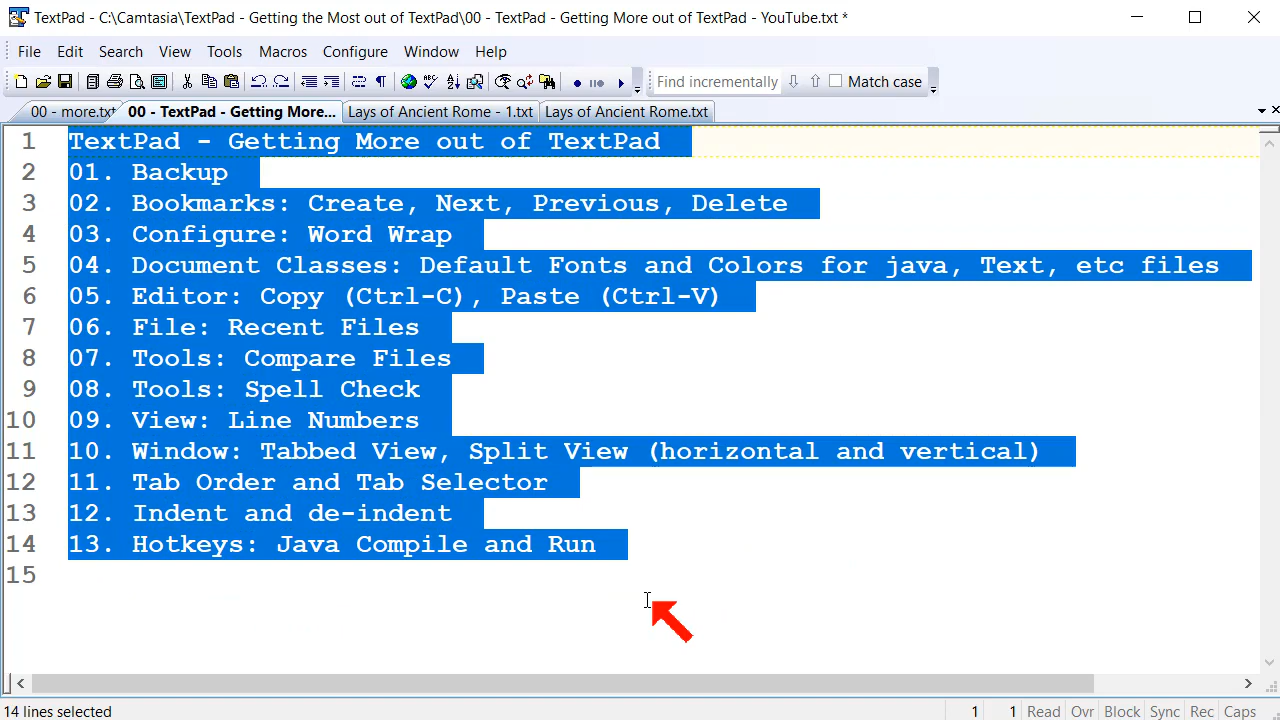 TextPad - C:\Camtasia\TextPad - Getting the Most out of TextPad\00 - TextPad - Getting More out of TextPad - YouTube.txt *
File Edit Search View Tools Macros Configure Window Help
Find incrementally Match case
00 - more.txt 00 - TextPad - Getting More... Lays of Ancient Rome - 1.txt Lays of Ancient Rome.txt
1 TextPad - Getting More out of TextPad
2 01. Backup
3 02. Bookmarks: Create, Next, Previous, Delete
4 03. Configure: Word Wrap
5 04. Document Classes: Default Fonts and Colors for java, Text, etc files
6 05. Editor: Copy (Ctrl-C), Paste (Ctrl-V)
7 06. File: Recent Files
8 07. Tools: Compare Files
9 08. Tools: Spell Check
10 09. View: Line Numbers
11 10. Window: Tabbed View, Split View (horizontal and vertical)
12 11. Tab Order and Tab Selector
13 12. Indent and de-indent
14 13. Hotkeys: Java Compile and Run
15
14 lines selected 1 1 Read Ovr Block Sync Rec Caps